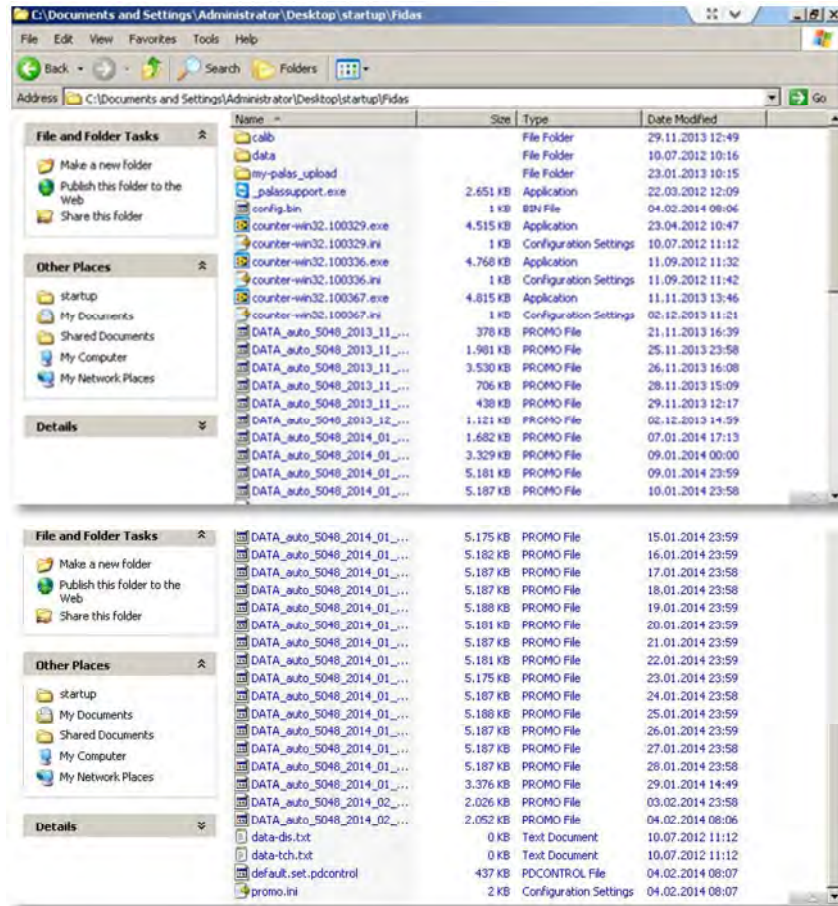 C:\Documents and Settings\Administrator\Desktop\startup\Fidas
File Edit View Favorites Tools Help
Back Search Folders
Address C:\Documents and Settings\Administrator\Desktop\startup\Fidas Go
File and Folder Tasks
Make a new folder
Publish this folder to the
Web
Share this folder
Other Places
startup
My Documents
Shared Documents
My Computer
My Network Places
Details
Name Size Type Date Modified
calib File Folder 29.11.2013 12:49
data File Folder 10.07.2012 10:16
my-palas_upload File Folder 23.01.2013 10:15
_palassupport.exe 2.651 KB Application 22.03.2012 12:09
config.bin 1 KB BIN File 04.02.2014 08:06
counter-win32.100329.exe 4.515 KB Application 23.04.2012 10:47
counter-win32.100329.ini 1 KB Configuration Settings 10.07.2012 11:12
counter-win32.100336.exe 4.768 KB Application 11.09.2012 11:32
counter-win32.100336.ini 1 KB Configuration Settings 11.09.2012 11:42
counter-win32.100367.exe 4.815 KB Application 11.11.2013 13:46
counter-win32.100367.ini 1 KB Configuration Settings 02.12.2013 11:21
DATA_auto_5048_2013_11_... 378 KB PROMO File 21.11.2013 16:39
DATA_auto_5048_2013_11_... 1.981 KB PROMO File 25.11.2013 23:58
DATA_auto_5048_2013_11_... 3.530 KB PROMO File 26.11.2013 16:08
DATA_auto_5048_2013_11_... 706 KB PROMO File 28.11.2013 15:09
DATA_auto_5048_2013_11_... 438 KB PROMO File 29.11.2013 12:17
DATA_auto_5048_2013_12_... 1.121 KB PROMO File 02.12.2013 14:59
DATA_auto_5048_2014_01_... 1.682 KB PROMO File 07.01.2014 17:13
DATA_auto_5048_2014_01_... 3.329 KB PROMO File 09.01.2014 00:00
DATA_auto_5048_2014_01_... 5.181 KB PROMO File 09.01.2014 23:59
DATA_auto_5048_2014_01_... 5.187 KB PROMO File 10.01.2014 23:58
File and Folder Tasks
Make a new folder
Publish this folder to the
Web
Share this folder
Other Places
startup
My Documents
Shared Documents
My Computer
My Network Places
Details
DATA_auto_5048_2014_01_... 5.175 KB PROMO File 15.01.2014 23:59
DATA_auto_5048_2014_01_... 5.182 KB PROMO File 16.01.2014 23:59
DATA_auto_5048_2014_01_... 5.187 KB PROMO File 17.01.2014 23:58
DATA_auto_5048_2014_01_... 5.187 KB PROMO File 18.01.2014 23:58
DATA_auto_5048_2014_01_... 5.188 KB PROMO File 19.01.2014 23:59
DATA_auto_5048_2014_01_... 5.181 KB PROMO File 20.01.2014 23:59
DATA_auto_5048_2014_01_... 5.187 KB PROMO File 21.01.2014 23:59
DATA_auto_5048_2014_01_... 5.181 KB PROMO File 22.01.2014 23:59
DATA_auto_5048_2014_01_... 5.175 KB PROMO File 23.01.2014 23:59
DATA_auto_5048_2014_01_... 5.187 KB PROMO File 24.01.2014 23:58
DATA_auto_5048_2014_01_... 5.188 KB PROMO File 25.01.2014 23:59
DATA_auto_5048_2014_01_... 5.187 KB PROMO File 26.01.2014 23:59
DATA_auto_5048_2014_01_... 5.187 KB PROMO File 27.01.2014 23:58
DATA_auto_5048_2014_01_... 5.187 KB PROMO File 28.01.2014 23:58
DATA_auto_5048_2014_01_... 3.376 KB PROMO File 29.01.2014 14:49
DATA_auto_5048_2014_02_... 2.026 KB PROMO File 03.02.2014 23:58
DATA_auto_5048_2014_02_... 2.052 KB PROMO File 04.02.2014 08:06
data-dis.txt 0 KB Text Document 10.07.2012 11:12
data-tch.txt 0 KB Text Document 10.07.2012 11:12
default.set.pdcontrol 437 KB PDCONTROL File 04.02.2014 08:07
promo.ini 2 KB Configuration Settings 04.02.2014 08:07